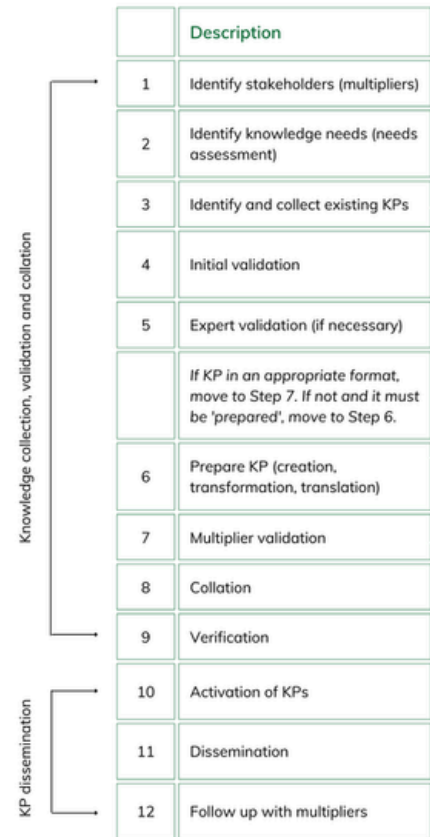 Description
Knowledge collection, validation and collation
1 Identify stakeholders (multipliers)
2 Identify knowledge needs (needs
assessment)
3 Identify and collect existing KPs
4 Initial validation
5 Expert validation (if necessary)
If KP in an appropriate format,
move to Step 7. If not and it must
be 'prepared', move to Step 6.
6 Prepare KP (creation,
transformation, translation)
7 Multiplier validation
8 Collation
9 Verification
KP dissemination
10 Activation of KPs
11 Dissemination
12 Follow up with multipliers